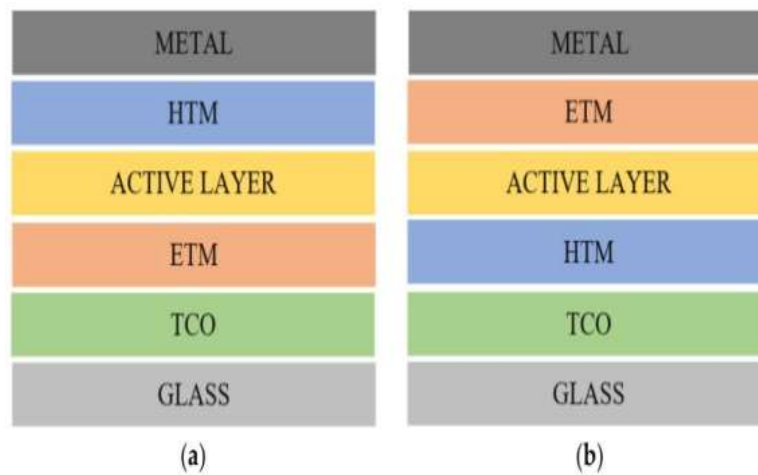 METAL
HTM
ACTIVE LAYER
ETM
TCO
GLASS
(a)
METAL
ETM
ACTIVE LAYER
HTM
TCO
GLASS
(b)